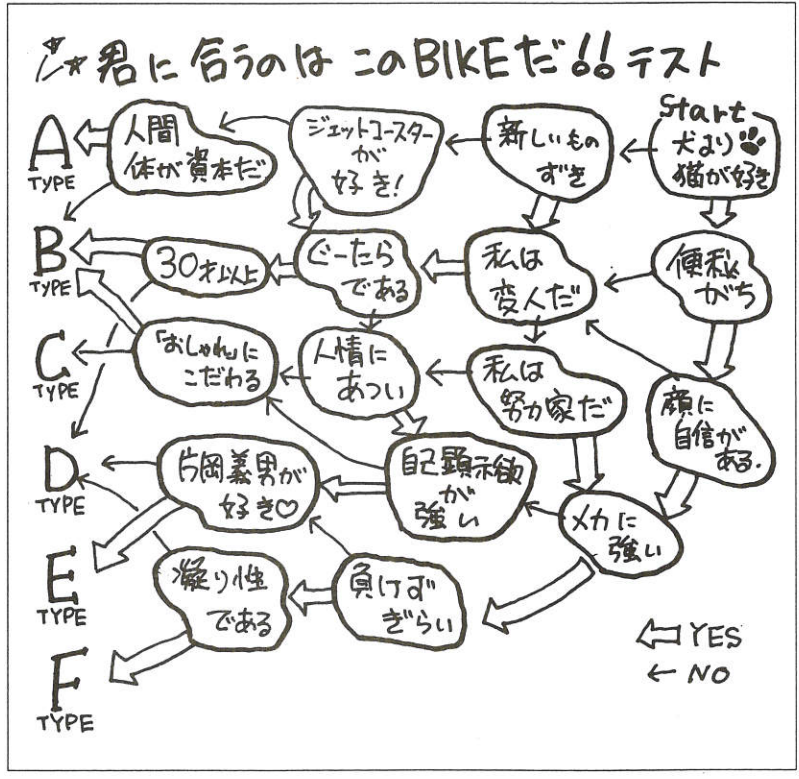 君に合うのはこのBIKEだ!!テスト
Start
犬より
猫が好き
新しいもの
ずき
ジェットコースター
が
好き!
人間
体が資本だ
A
TYPE
便秘
がち
私は
変人だ
ぐーたら
である
30才以上
B
TYPE
顔に
自信が
ある.
私は
努力家だ
人情に
あつい
「おしゃれ」に
こだわる
C
TYPE
メカに
強い
自己顕示欲
が
強い
片岡義男が
好き♡
D
TYPE
負けず
ぎらい
凝り性
である
E
TYPE
F
TYPE
YES
NO